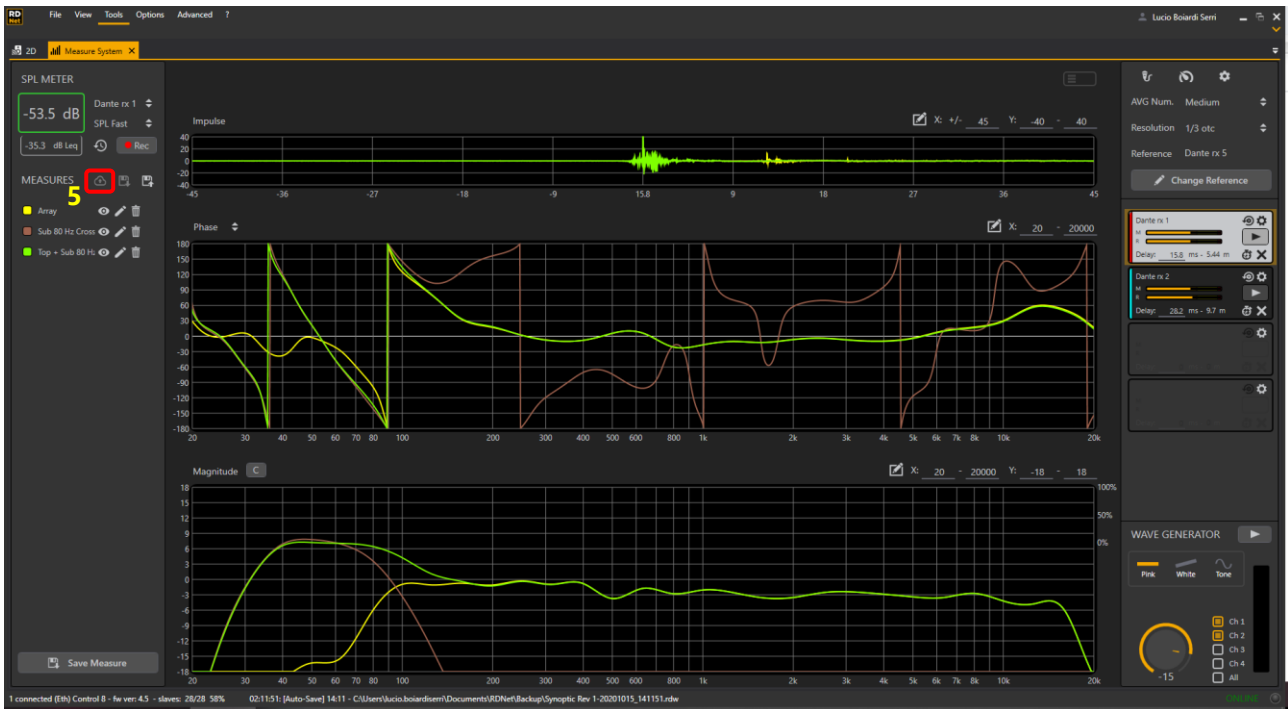 RD
Net
File View Tools Options Advanced ?
Lucio Boiardi Serri
2D Measure System
SPL METER
-53.5 dB
Dante rx 1
SPL Fast
-35.3 dB Leq
Rec
MEASURES
5
Array
Sub 80 Hz Cross
Top + Sub 80 Hz
Save Measure
Impulse
X: +/- 45 Y: -40 - 40
40
20
0
-20
-40
-45 -36 -27 -18 -9 15.8 9 18 27 36 45
Phase
X: 20 - 20000
180
150
120
90
60
30
0
-30
-60
-90
-120
-150
-180
20 30 40 50 60 70 80 100 200 300 400 500 600 800 1k 2k 3k 4k 5k 6k 7k 8k 10k 20k
Magnitude C
X: 20 - 20000 Y: -18 - 18
18
15
12
9
6
3
0
-3
-6
-9
-12
-15
-18
100%
50%
0%
20 30 40 50 60 70 80 100 200 300 400 500 600 800 1k 2k 3k 4k 5k 6k 7k 8k 10k 20k
AVG Num. Medium
Resolution 1/3 otc
Reference Dante rx 5
Change Reference
Dante rx 1
M
R
Delay: 15.8 ms - 5.44 m
Dante rx 2
M
R
Delay: 28.2 ms - 9.7 m
WAVE GENERATOR
Pink White Tone
Ch 1
Ch 2
Ch 3
Ch 4
All
-15
1 connected (Eth) Control 8 - fw ver: 4.5 - slaves: 28/28 58% 02:11:51: [Auto-Save] 14:11 - C:\Users\lucio.boiardiserri\Documents\RDNet\Backup\Synoptic Rev 1-20201015_141151.rdw
ONLINE